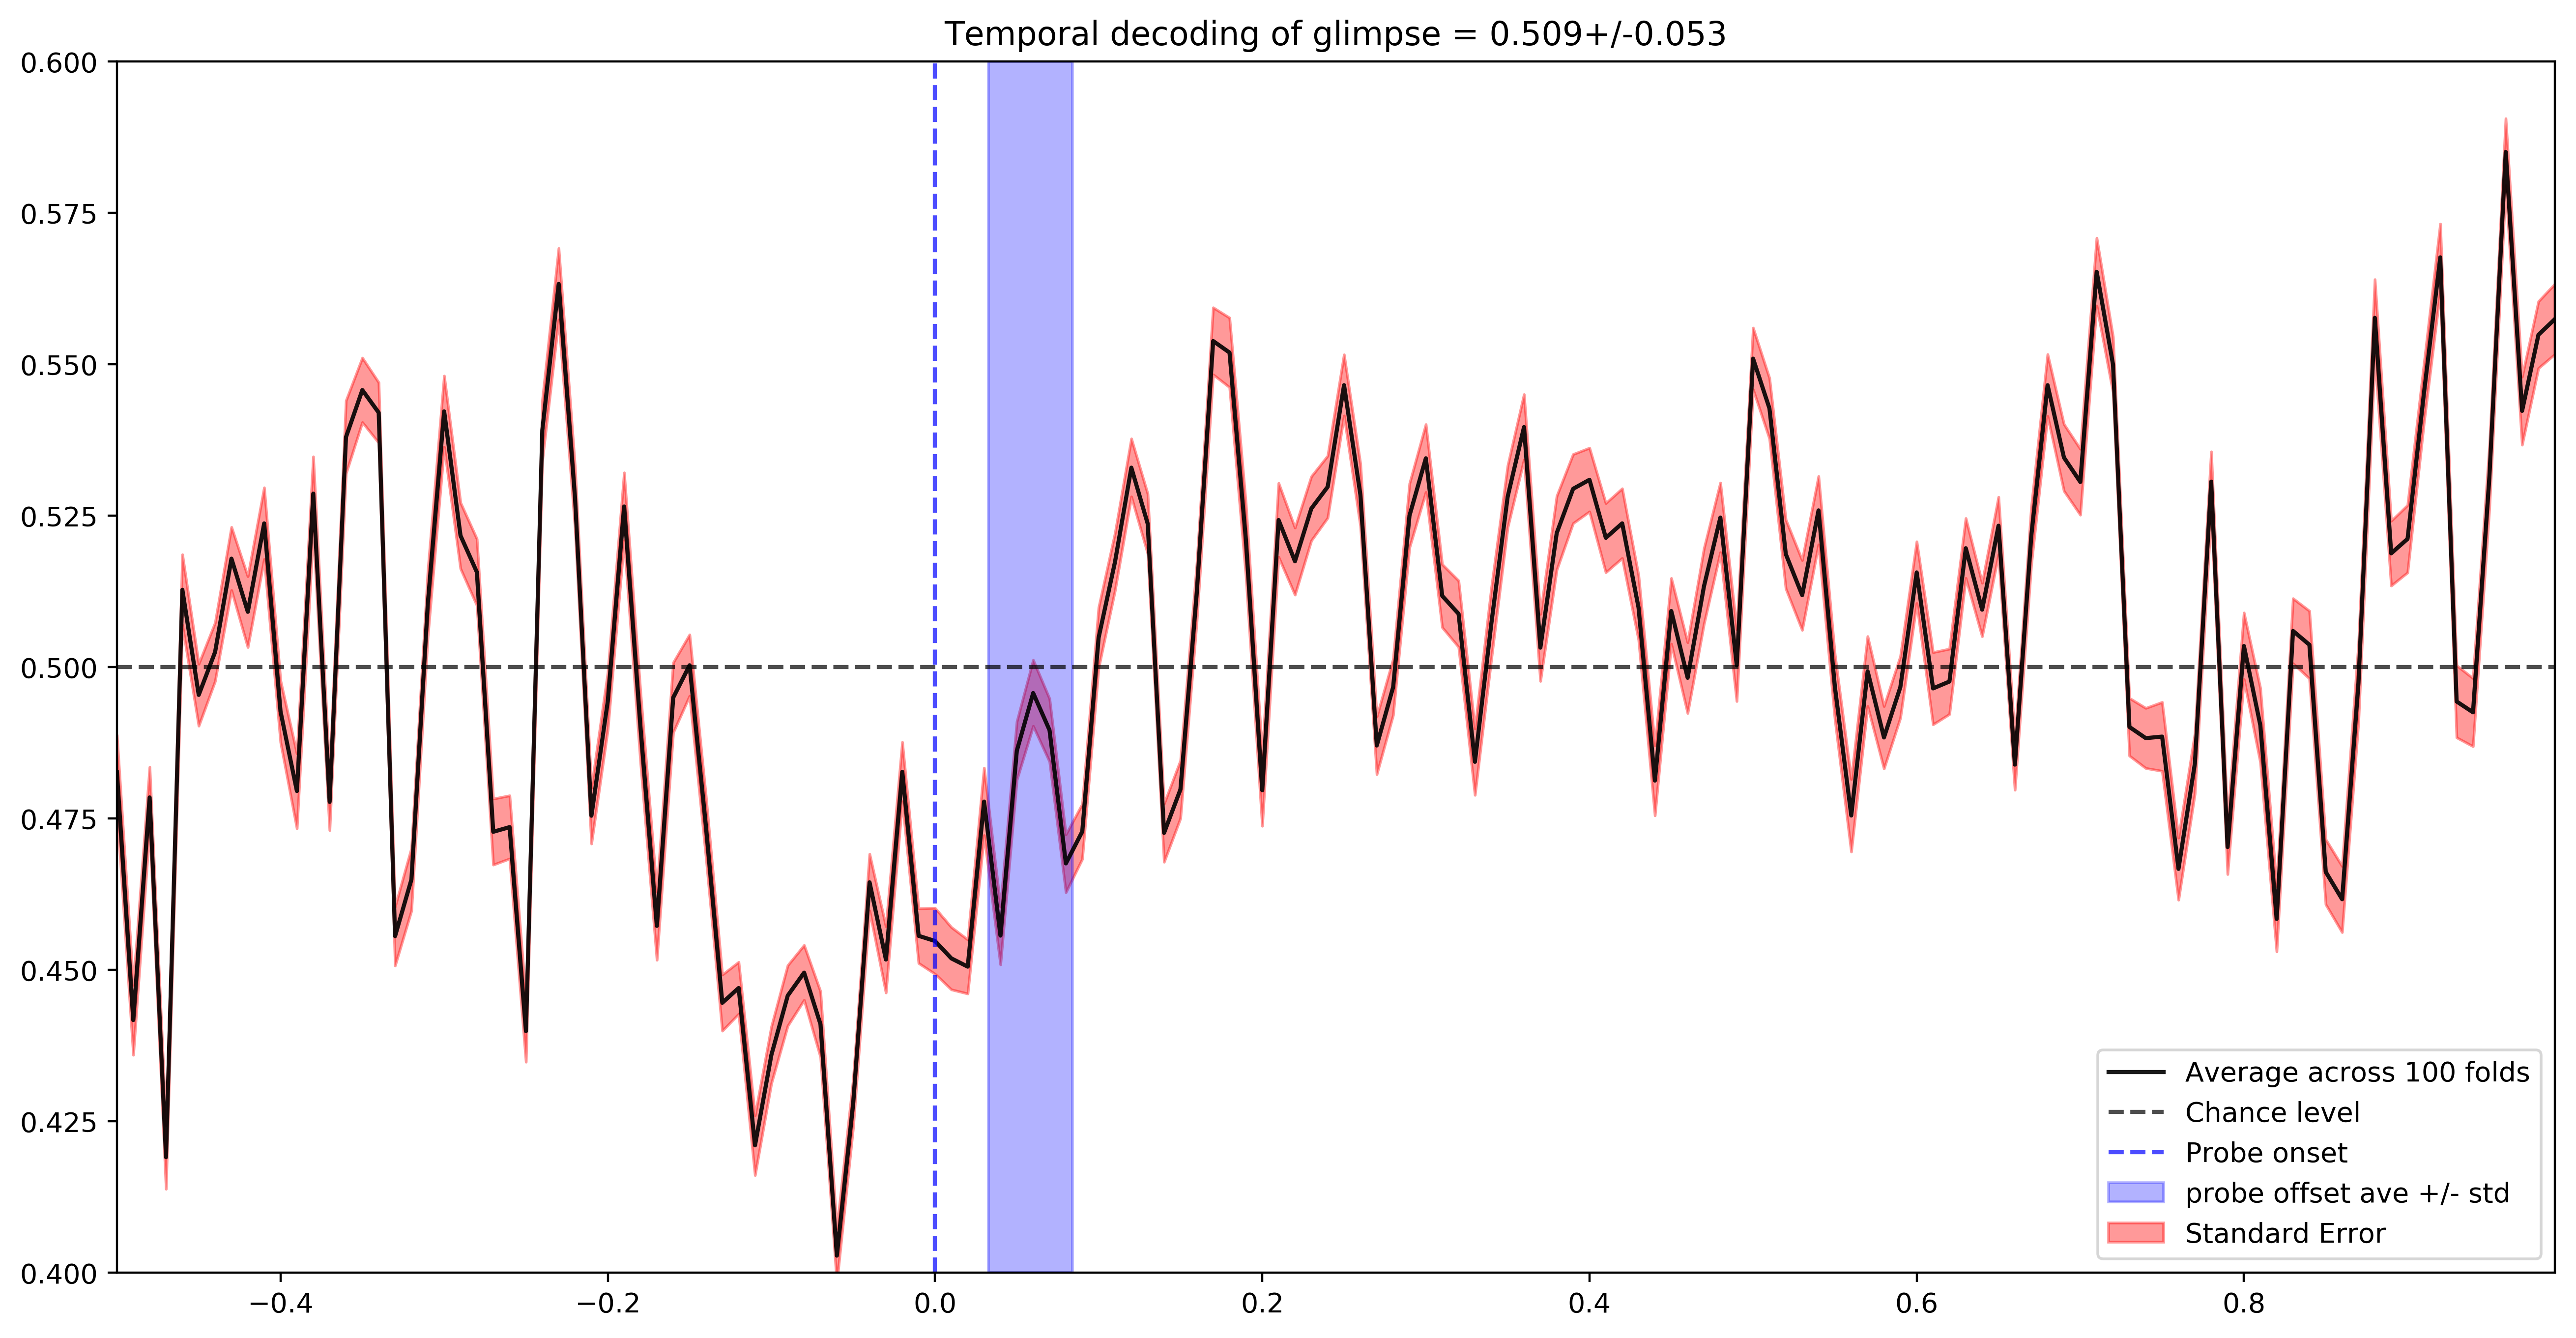 Temporal decoding of glimpse = 0.509+/-0.053
0.600
0.575
0.550
0.525
0.500
0.475
0.450
0.425
0.400
−0.4 −0.2 0.0 0.2 0.4 0.6 0.8
Average across 100 folds
Chance level
Probe onset
probe offset ave +/- std
Standard Error